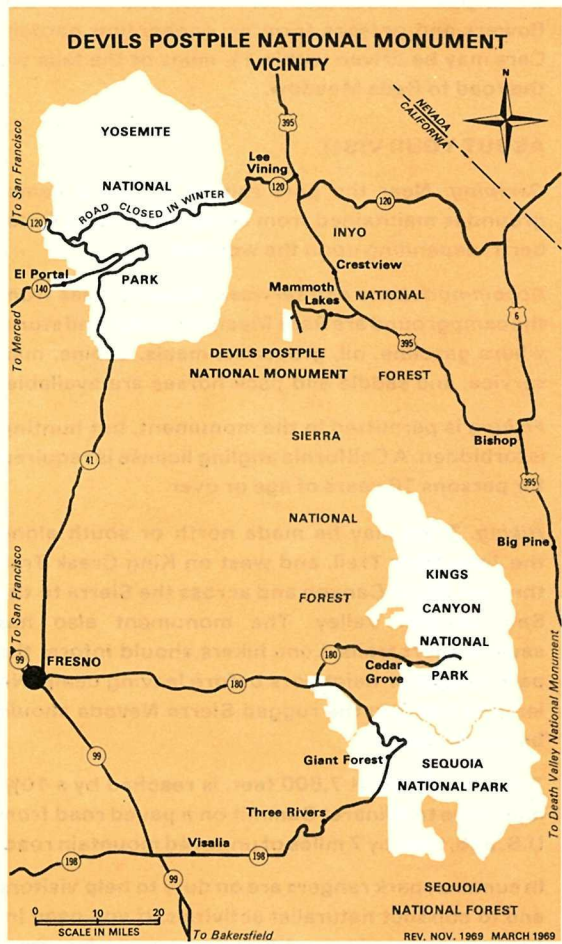 DEVILS POSTPILE NATIONAL MONUMENT
VICINITY
N
NEVADA
CALIFORNIA
395
YOSEMITE
NATIONAL
PARK
To San Francisco
ROAD CLOSED IN WINTER
Lee
Vining
120
120
120
INYO
El Portal
140
Crestview
Mammoth
Lakes
NATIONAL
6
To Merced
DEVILS POSTPILE
NATIONAL MONUMENT
395
FOREST
SIERRA
Bishop
41
395
NATIONAL
Big Pine
KINGS
CANYON
NATIONAL
PARK
FOREST
To San Francisco
99
FRESNO
180
Cedar
Grove
180
Giant Forest
SEQUOIA
NATIONAL PARK
To Death Valley National Monument
99
Three Rivers
Visalia
198
198
99
SEQUOIA
NATIONAL FOREST
0 10 20
SCALE IN MILES
To Bakersfield
REV. NOV. 1969 MARCH 1969